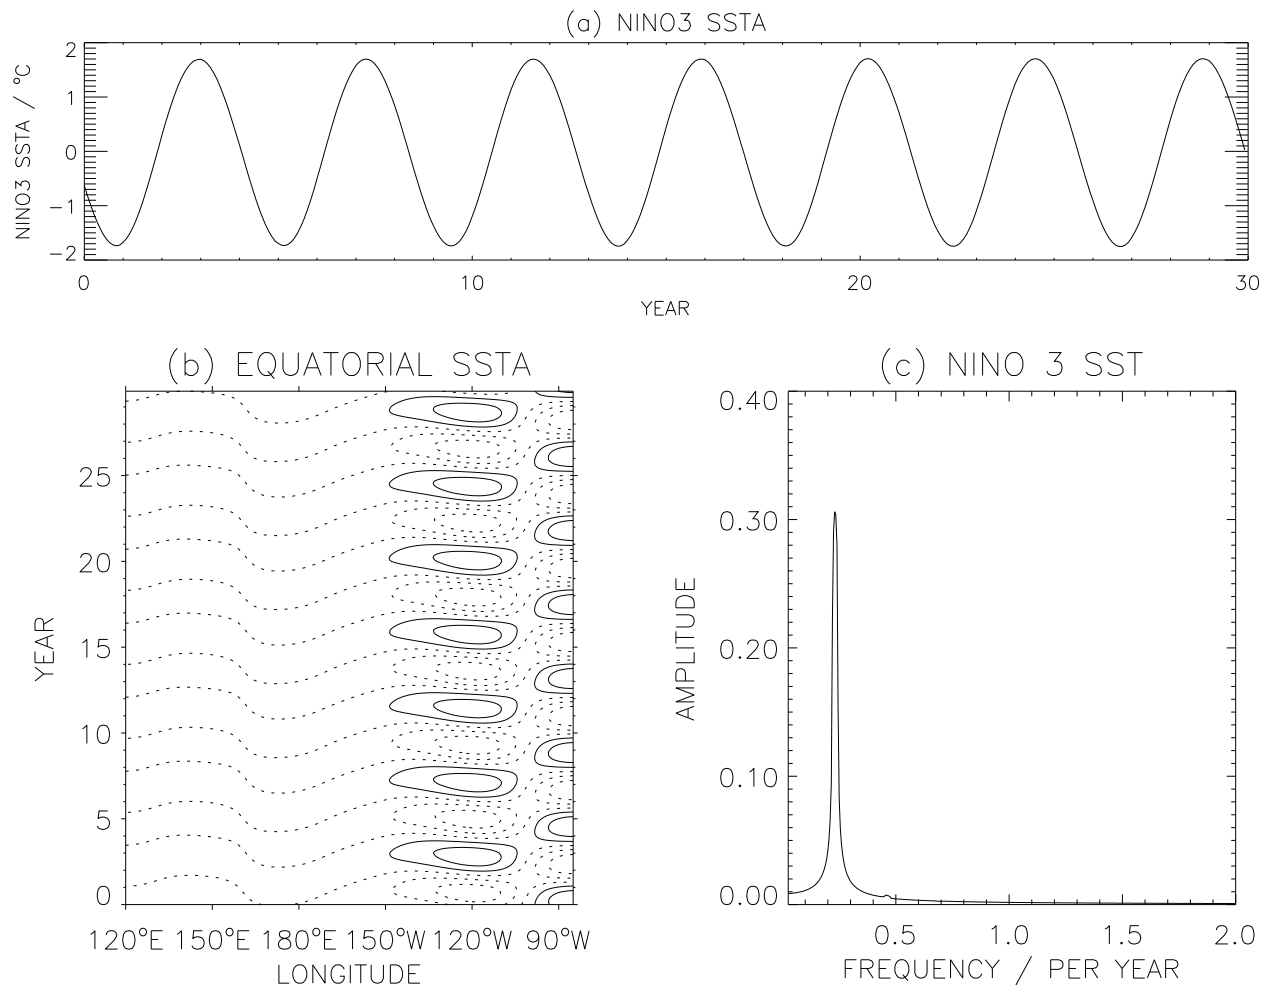 (a) NINO3 SSTA
NINO3 SSTA / °C
2
1
0
−1
−2
0 10 20 30
YEAR
(b) EQUATORIAL SSTA
YEAR
25
20
15
10
5
0
120°E 150°E 180°E 150°W 120°W 90°W
LONGITUDE
(c) NINO 3 SST
AMPLITUDE
0.40
0.30
0.20
0.10
0.00
0.5 1.0 1.5 2.0
FREQUENCY / PER YEAR